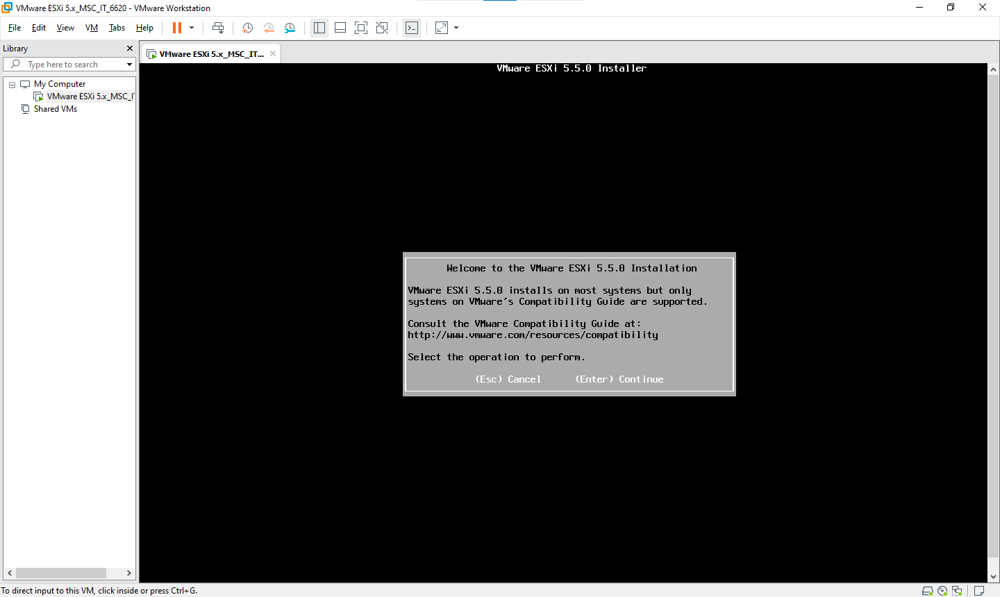 VMware ESXi 5.x_MSC_IT_6620 - VMware Workstation
File Edit View VM Tabs Help
Library
VMware ESXi 5.x_MSC_IT...
Type here to search
My Computer
VMware ESXi 5.x_MSC_I
Shared VMs
VMware ESXi 5.5.0 Installer
Welcome to the VMware ESXi 5.5.0 Installation
VMware ESXi 5.5.0 installs on most systems but only
systems on VMware's Compatibility Guide are supported.
Consult the VMware Compatibility Guide at:
http://www.vmware.com/resources/compatibility
Select the operation to perform.
(Esc) Cancel (Enter) Continue
To direct input to this VM, click inside or press Ctrl+G.